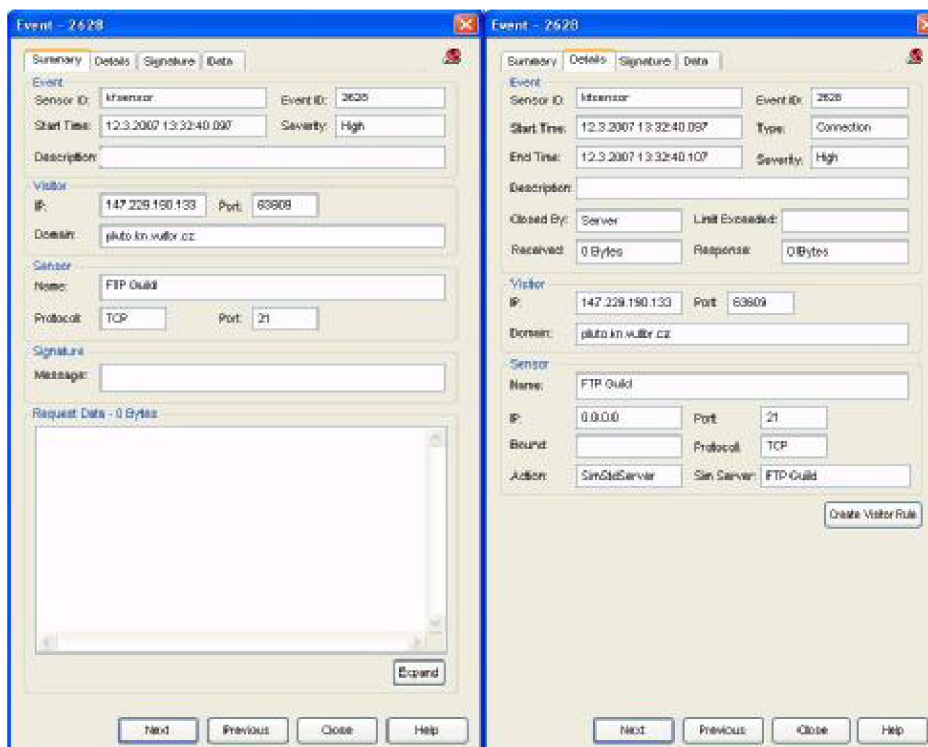 Event - 2628
Summary Details Signature Data
Event
Sensor ID: kfsensor Event ID: 2628
Start Time: 12.3.2007 13:32:40.097 Severity: High
Description:
Visitor
IP: 147.229.190.133 Port: 63609
Domain: pluto.kn.vutbr.cz
Sensor
Name: FTP Guild
Protocol: TCP Port: 21
Signature
Message:
Request Data - 0 Bytes
Expand
Next Previous Close Help
Event - 2628
Summary Details Signature Data
Event
Sensor ID: kfsensor Event ID: 2628
Start Time: 12.3.2007 13:32:40.097 Type: Connection
End Time: 12.3.2007 13:32:40.107 Severity: High
Description:
Closed By: Server Limit Exceeded:
Received: 0 Bytes Response: 0 Bytes
Visitor
IP: 147.229.190.133 Port: 63609
Domain: pluto.kn.vutbr.cz
Sensor
Name: FTP Guild
IP: 0.0.0.0 Port: 21
Bound: Protocol: TCP
Action: SimStdServer Sim Server: FTP Guild
Create Visitor Rule
Next Previous Close Help